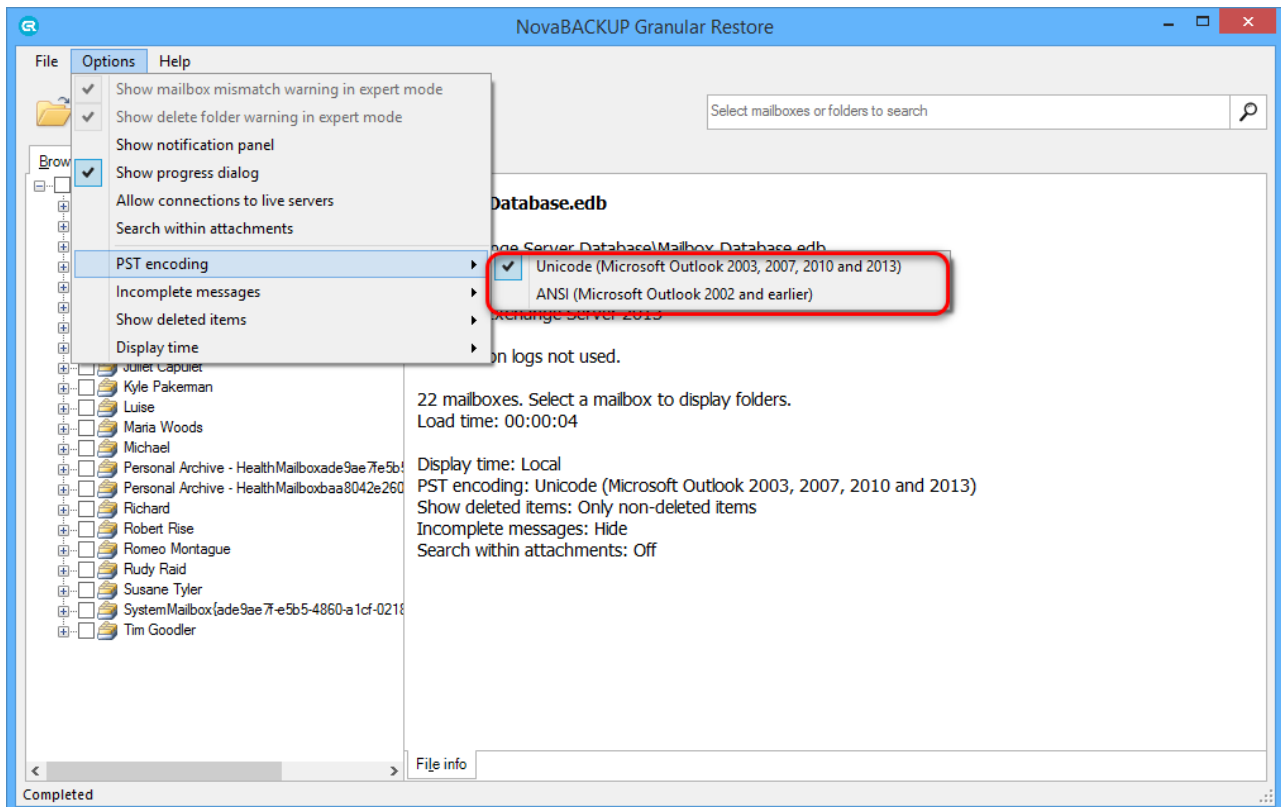 NovaBACKUP Granular Restore
File Options Help
Show mailbox mismatch warning in expert mode
Show delete folder warning in expert mode
Show notification panel
Show progress dialog
Allow connections to live servers
Search within attachments
PST encoding
Incomplete messages
Show deleted items
Display time
Unicode (Microsoft Outlook 2003, 2007, 2010 and 2013)
ANSI (Microsoft Outlook 2002 and earlier)
Select mailboxes or folders to search
Brow
Juliet Capulet
Kyle Pakerman
Luise
Maria Woods
Michael
Personal Archive - HealthMailboxade9ae7fe5b5
Personal Archive - HealthMailboxbaa8042e260
Richard
Robert Rise
Romeo Montague
Rudy Raid
Susane Tyler
SystemMailbox{ade9ae7f-e5b5-4860-a1cf-0218
Tim Goodler
Database.edb
nge Server Database\Mailbox Database.edb
Exchange Server 2013
on logs not used.
22 mailboxes. Select a mailbox to display folders.
Load time: 00:00:04
Display time: Local
PST encoding: Unicode (Microsoft Outlook 2003, 2007, 2010 and 2013)
Show deleted items: Only non-deleted items
Incomplete messages: Hide
Search within attachments: Off
File info
Completed